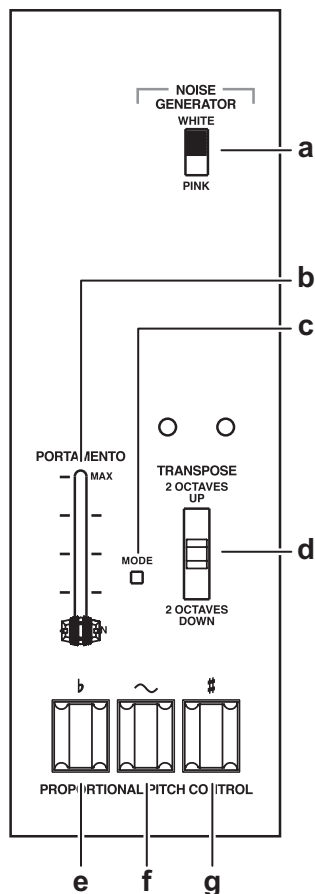 NOISE
GENERATOR
WHITE
PINK
a
b
c
PORTAMENTO
MAX
TRANSPOSE
2 OCTAVES
UP
MODE
d
2 OCTAVES
DOWN
♭ ～ ♯
PROPORTIONAL PITCH CONTROL
e f g